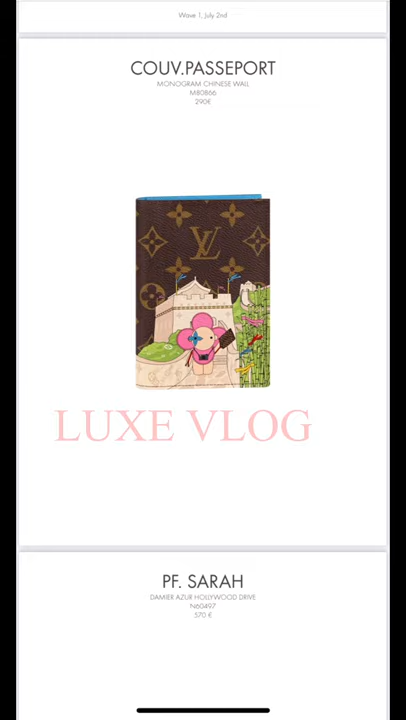 Wave 1, July 2nd
COUV.PASSEPORT
MONOGRAM CHINESE WALL
M80866
290€
LV
LUXE VLOG
PF. SARAH
DAMIER AZUR HOLLYWOOD DRIVE
N60497
570 €